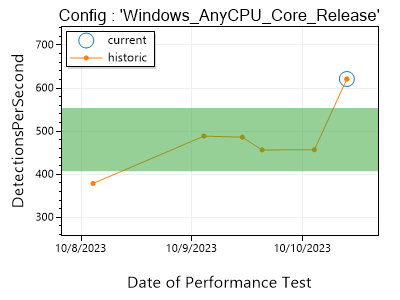 Config : 'Windows_AnyCPU_Core_Release'
current
historic
700
600
500
400
300
DetectionsPerSecond
10/8/2023
10/9/2023
10/10/2023
Date of Performance Test